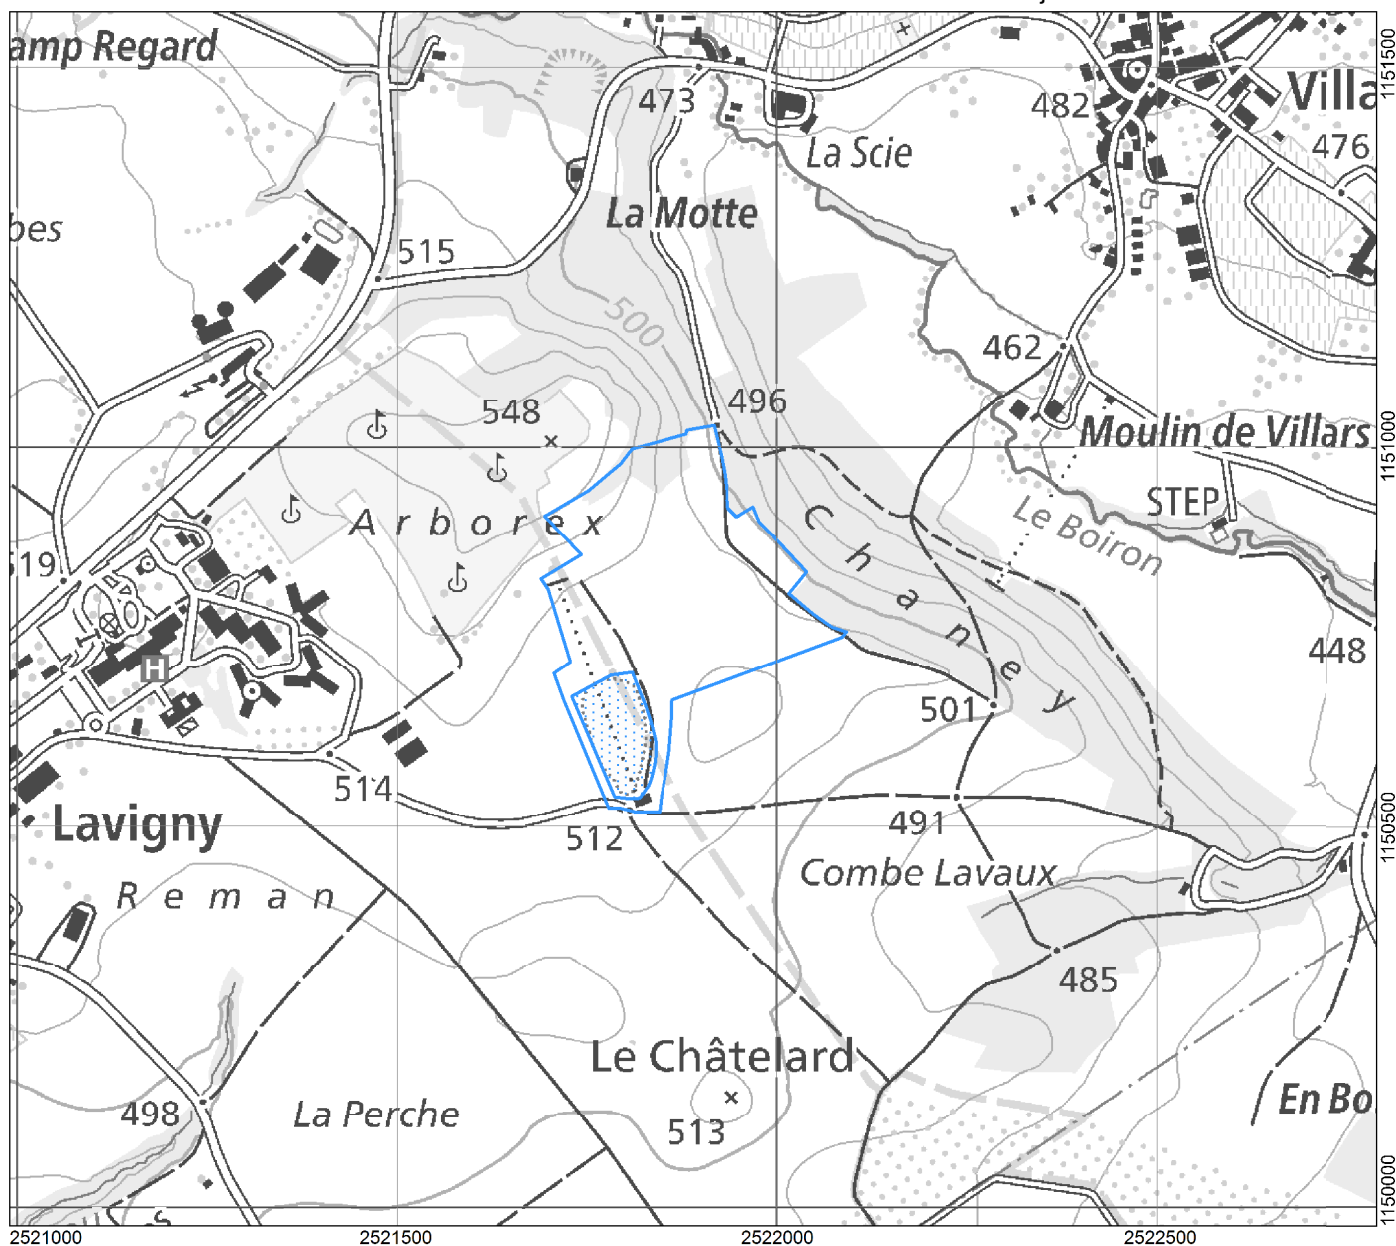 amp Regard
473
482
Villa
476
La Scie
La Motte
bes
515
500
462
548
496
Moulin de Villars
STEP
Arborex
Le Boiron
Chaney
519
H
448
501
514
491
512
Lavigny
Combe Lavaux
Reman
485
Le Châtelard
498
La Perche
513
En Bo
2521000
2521500
2522000
2522500
1151500
1151000
1150500
1150000